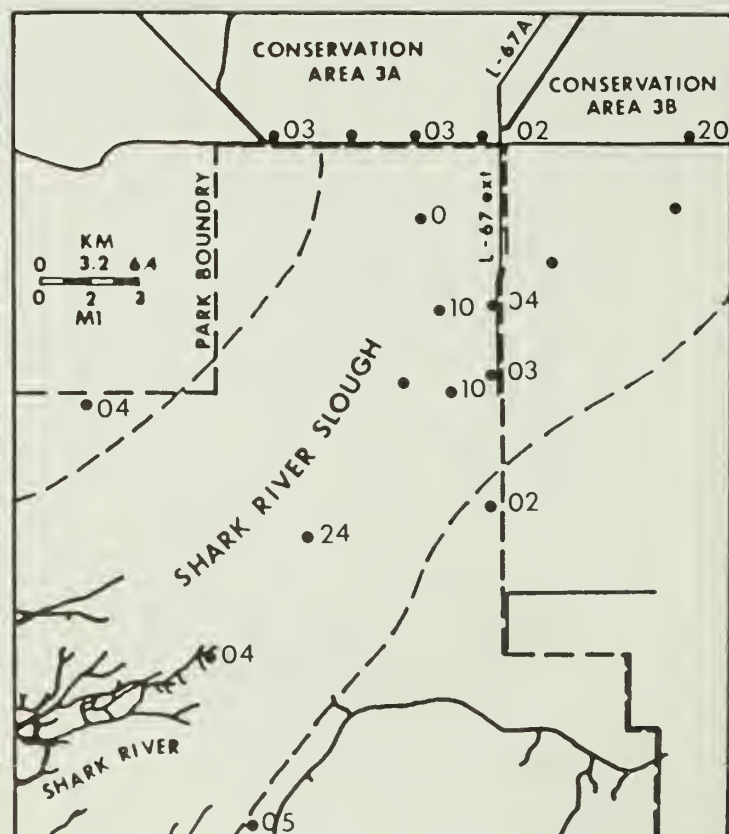 CONSERVATION
AREA 3A
L-67A
CONSERVATION
AREA 3B
03
03
02
20
PARK BOUNDRY
L-67 ext
0
KM
0 3.2 6.4
0 2 3
MI
10
04
10
03
04
SHARK RIVER SLOUGH
02
24
04
SHARK RIVER
05